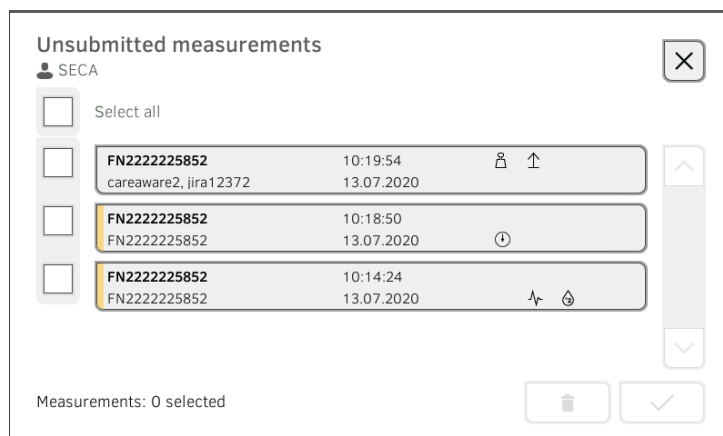 Unsubmitted measurements
SECA
Select all
FN2222225852 10:19:54
careaware2, jira12372 13.07.2020
FN2222225852 10:18:50
FN2222225852 13.07.2020
FN2222225852 10:14:24
FN2222225852 13.07.2020
Measurements: 0 selected